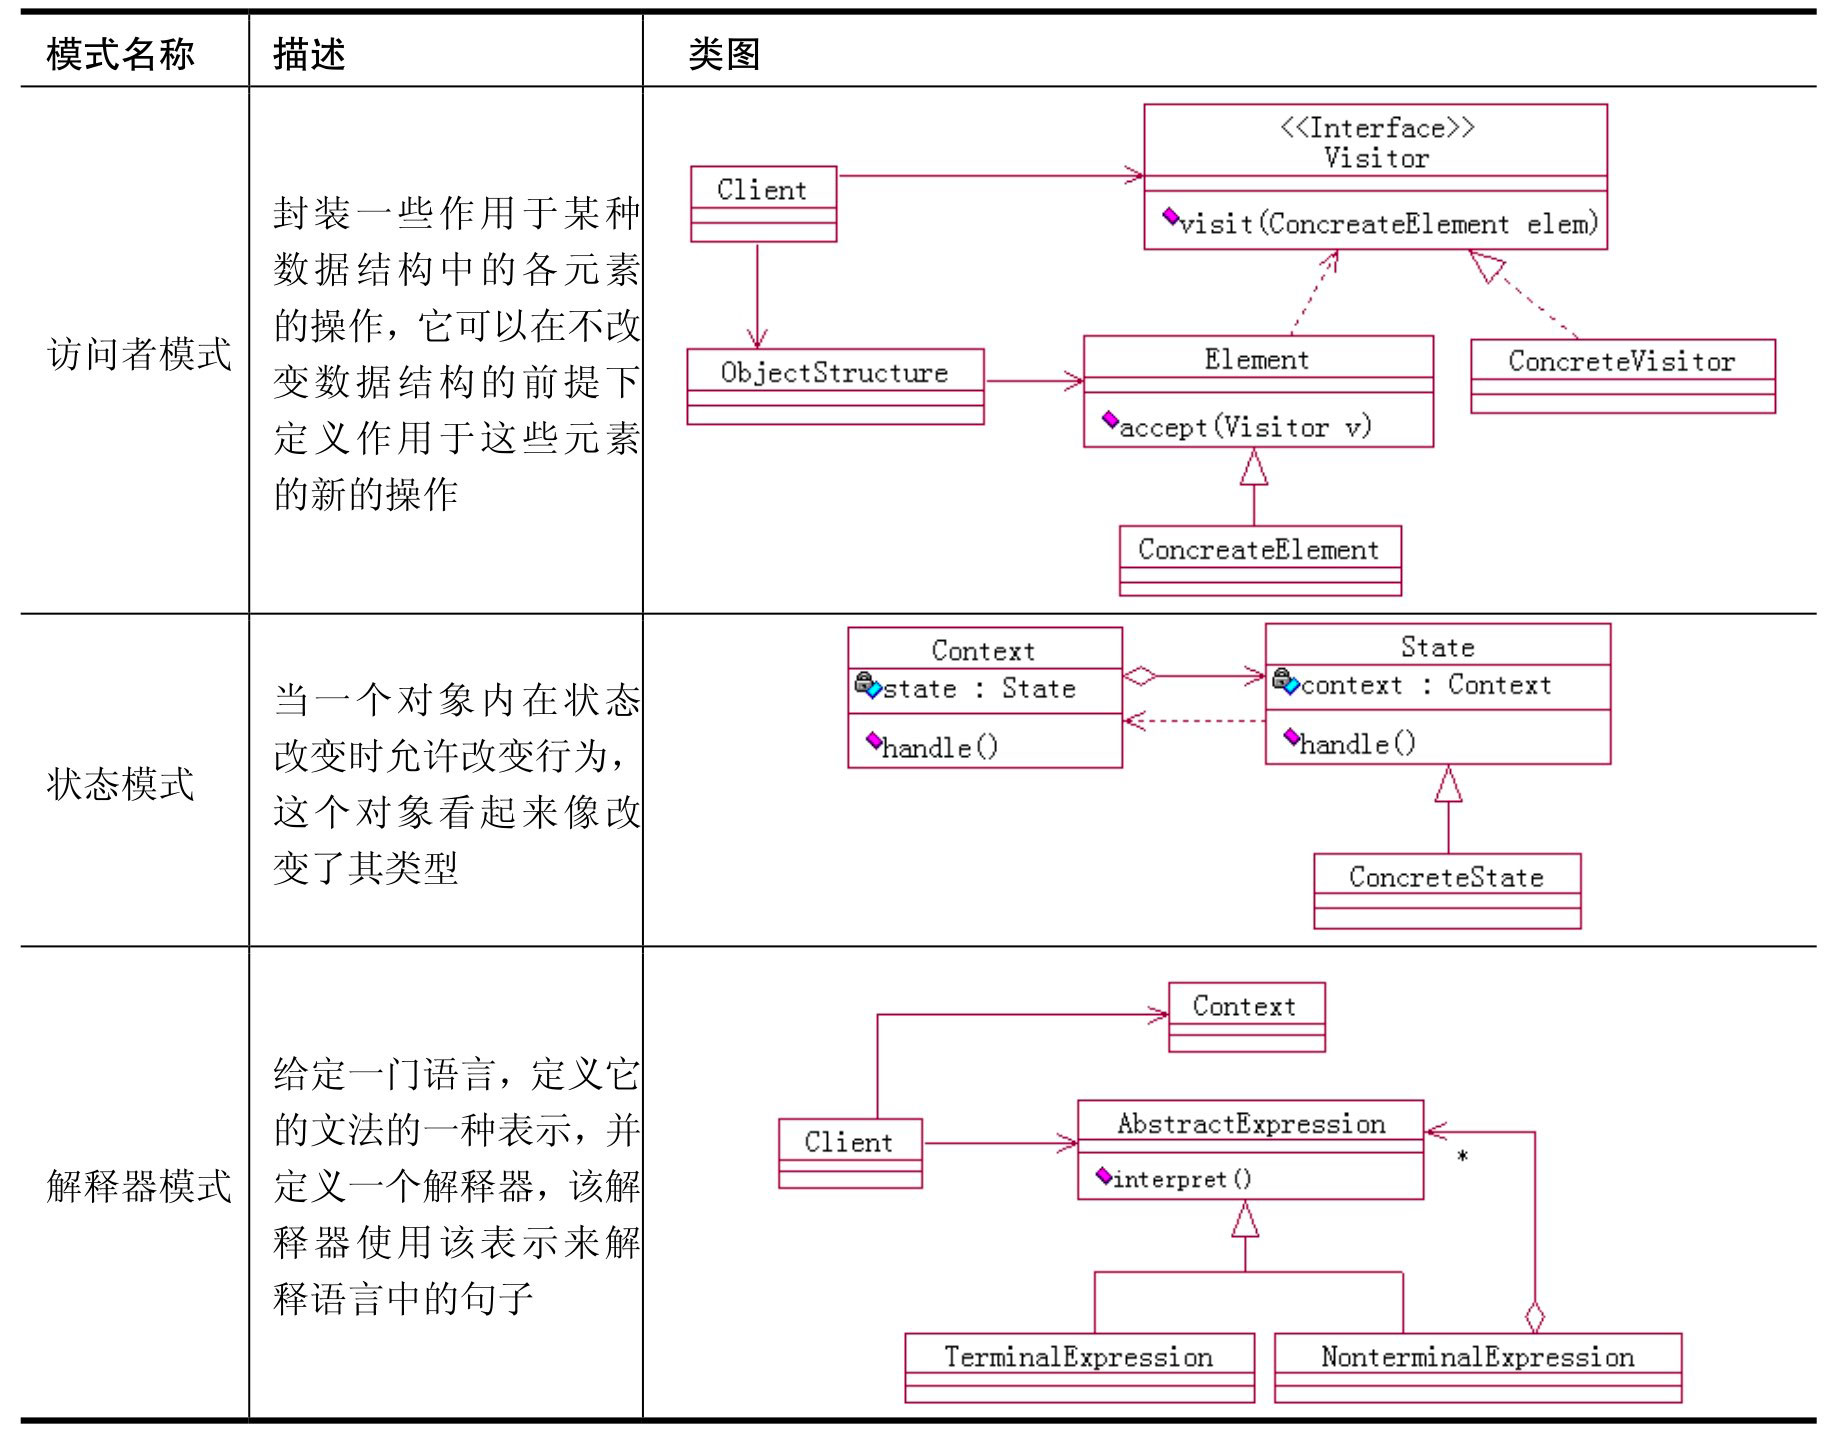 模式名称
描述
类图
访问者模式
封装一些作用于某种
数据结构中的各元素
的操作，它可以在不改
变数据结构的前提下
定义作用于这些元素
的新的操作
<<Interface>>
Visitor
visit(ConcreateElement elem)
Client
ObjectStructure
Element
accept(Visitor v)
ConcreteVisitor
ConcreateElement
状态模式
当一个对象内在状态
改变时允许改变行为，
这个对象看起来像改
变了其类型
Context
state : State
handle()
State
context : Context
handle()
ConcreteState
解释器模式
给定一门语言，定义它
的文法的一种表示，并
定义一个解释器，该解
释器使用该表示来解
释语言中的句子
Context
Client
AbstractExpression
interpret()
*
TerminalExpression
NonterminalExpression